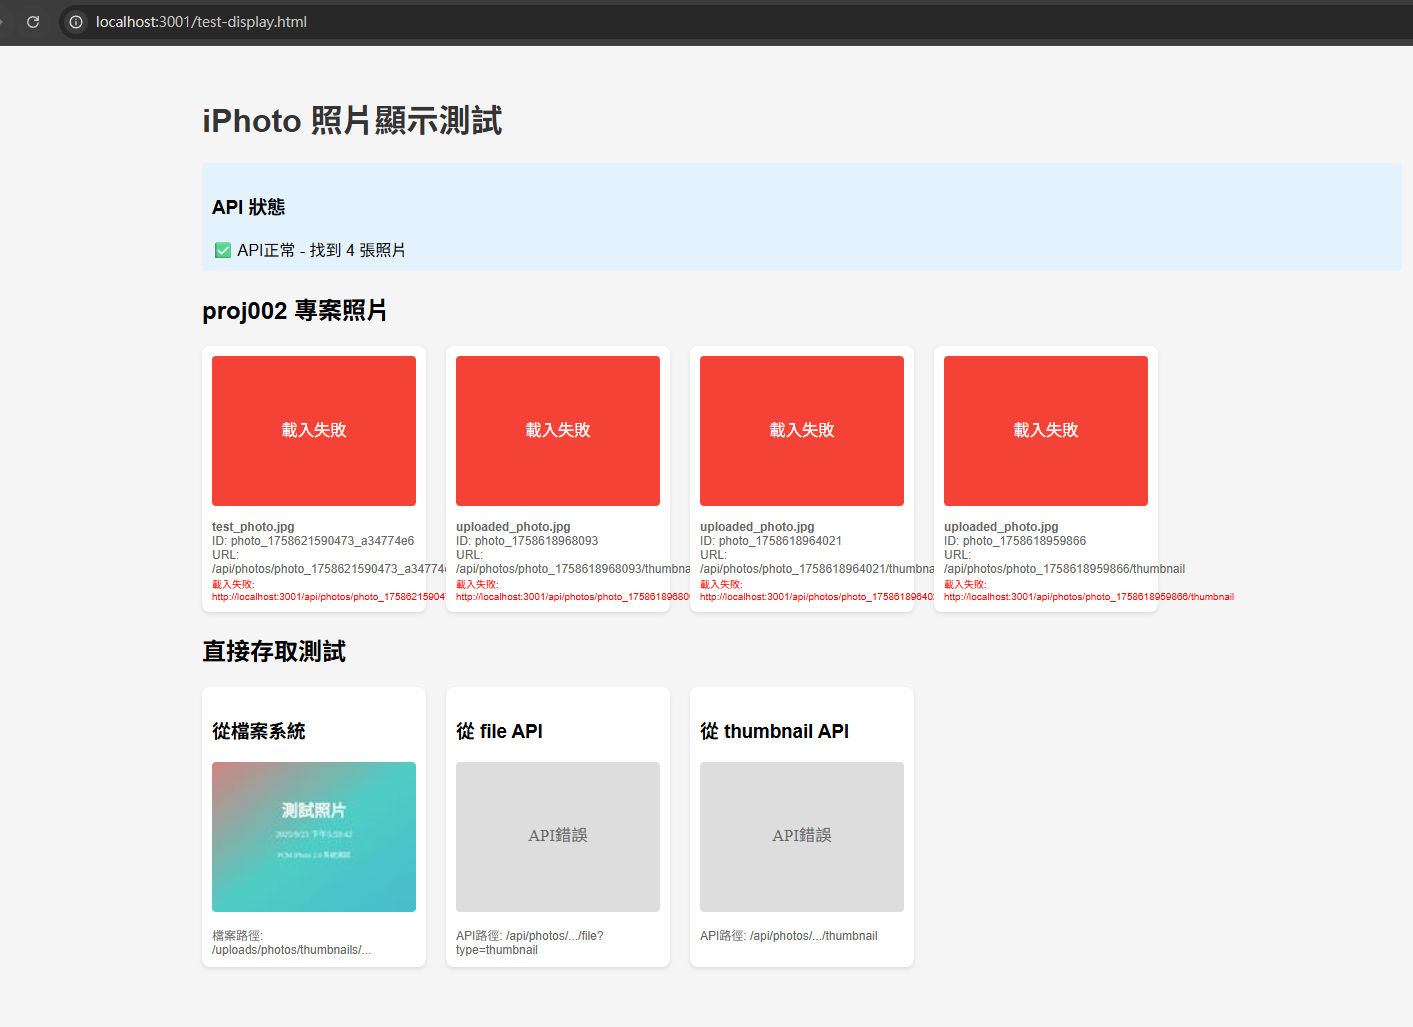 localhost:3001/test-display.html
iPhoto 照片顯示測試
API 狀態
✅ API正常 - 找到 4 張照片
proj002 專案照片
載入失敗
test_photo.jpg
ID: photo_1758621590473_a34774e6
URL:
/api/photos/photo_1758621590473_a34774
載入失敗:
http://localhost:3001/api/photos/photo_17586215904
載入失敗
uploaded_photo.jpg
ID: photo_1758618968093
URL:
/api/photos/photo_1758618968093/thumbna
載入失敗:
http://localhost:3001/api/photos/photo_175861896809
載入失敗
uploaded_photo.jpg
ID: photo_1758618964021
URL:
/api/photos/photo_1758618964021/thumbna
載入失敗:
http://localhost:3001/api/photos/photo_17586189640
載入失敗
uploaded_photo.jpg
ID: photo_1758618959866
URL:
/api/photos/photo_1758618959866/thumbnail
載入失敗:
http://localhost:3001/api/photos/photo_1758618959866/thumbnail
直接存取測試
從檔案系統
測試照片
2025/9/23 下午5:59:42
PCM iPhoto 2.0 系統測試
檔案路徑:
/uploads/photos/thumbnails/...
從 file API
API錯誤
API路徑: /api/photos/.../file?
type=thumbnail
從 thumbnail API
API錯誤
API路徑: /api/photos/.../thumbnail